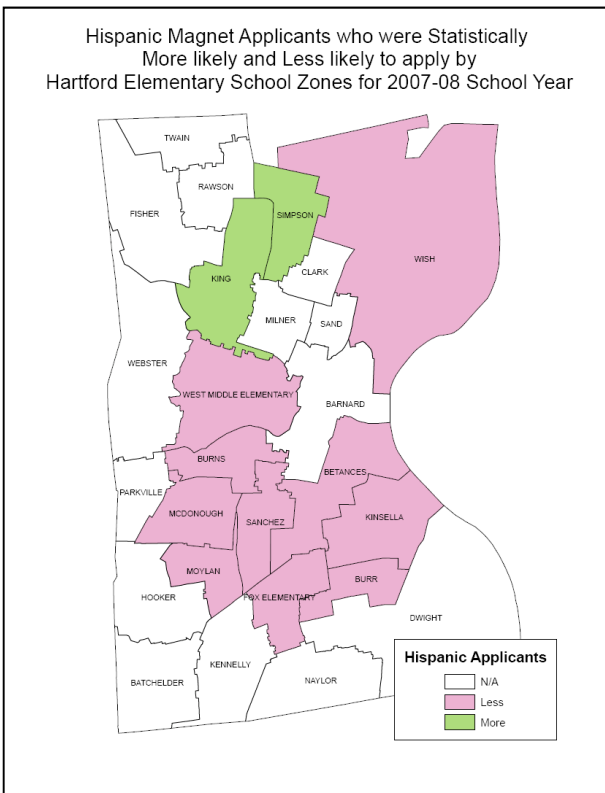 Hispanic Magnet Applicants who were Statistically
More likely and Less likely to apply by
Hartford Elementary School Zones for 2007-08 School Year
TWAIN
RAWSON
FISHER
SIMPSON
WISH
CLARK
KING
MILNER
SAND
WEBSTER
WEST MIDDLE ELEMENTARY
BARNARD
BURNS
BETANCES
PARKVILLE
MCDONOUGH
SANCHEZ
KINSELLA
MOYLAN
BURR
HOOKER
FOX ELEMENTARY
DWIGHT
KENNELLY
BATCHELDER
NAYLOR
Hispanic Applicants
N/A
Less
More